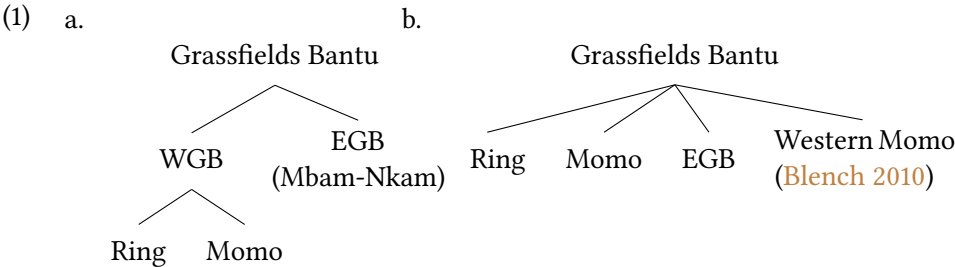 (1) a. b.
Grassfields Bantu Grassfields Bantu
WGB EGB
(Mbam-Nkam)
Ring Momo
Ring Momo EGB Western Momo
(Blench 2010)